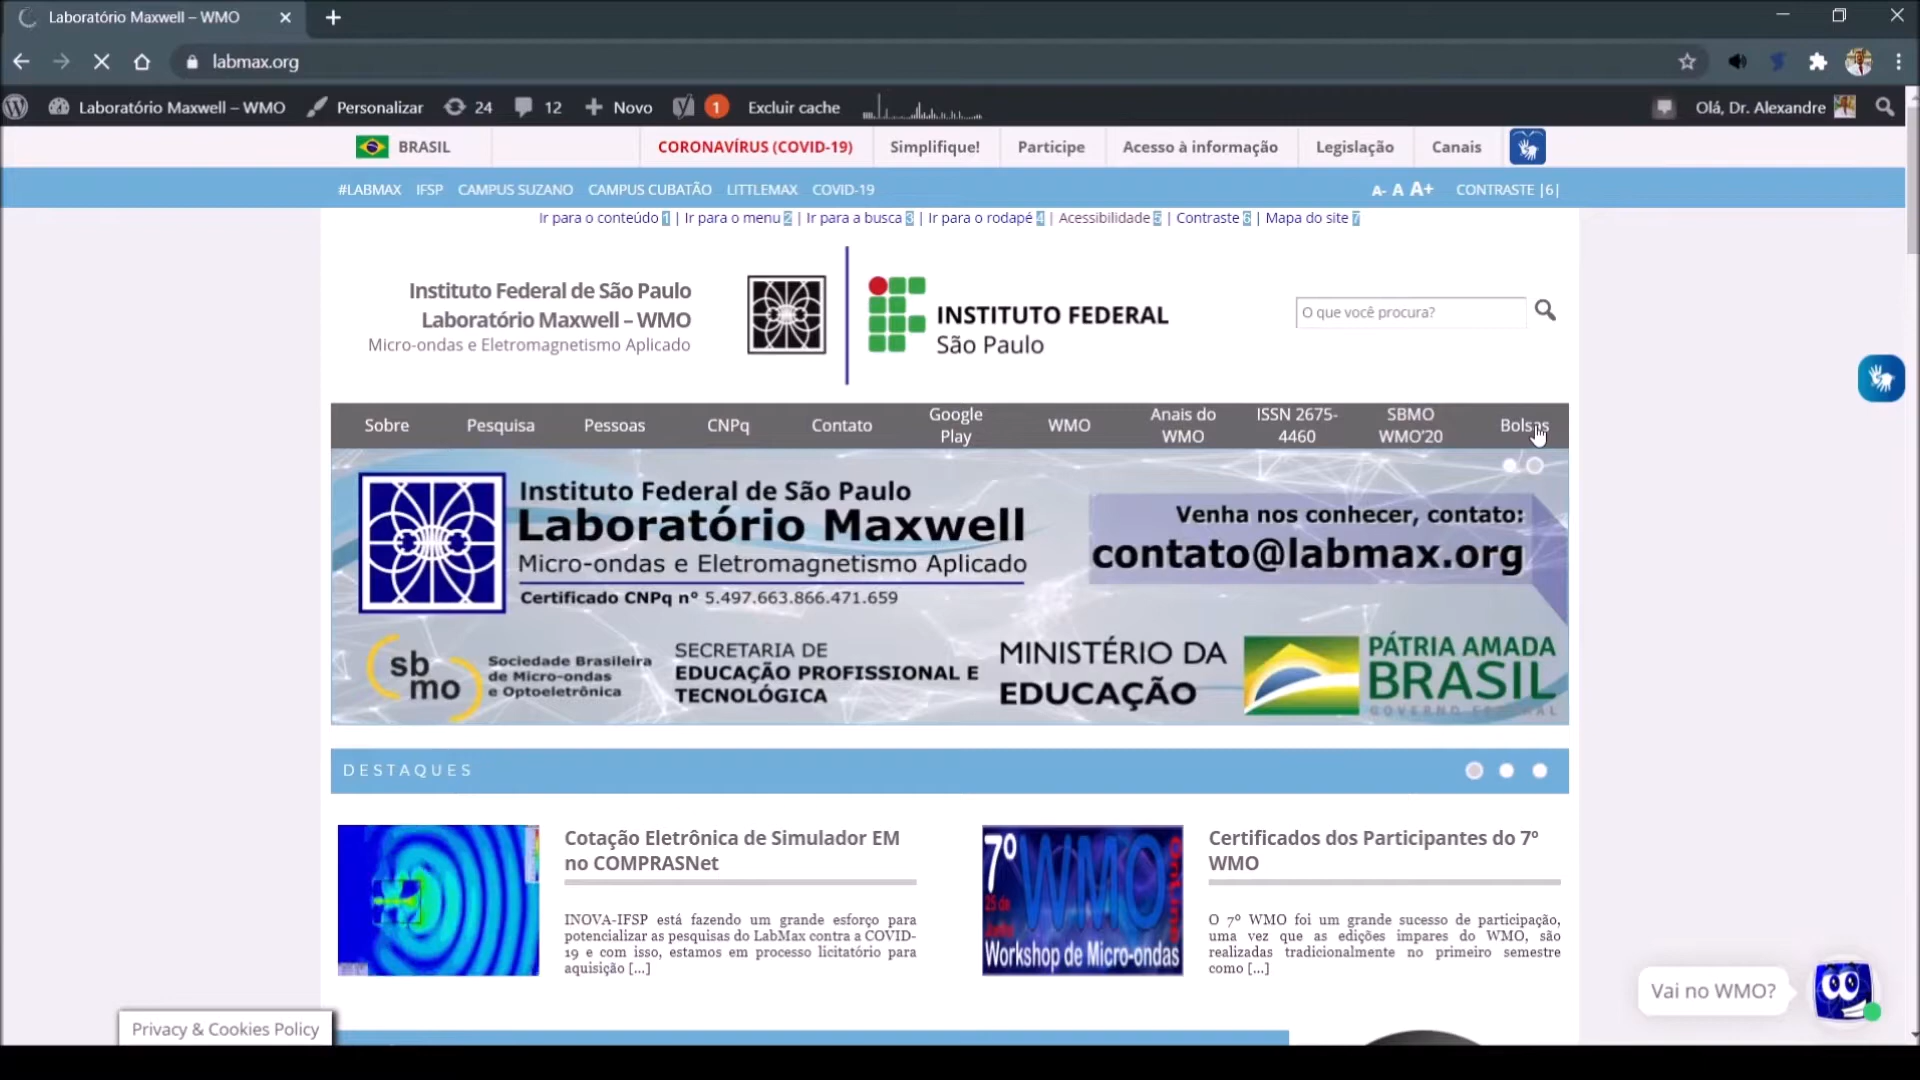 Laboratório Maxwell – WMO
labmax.org
Laboratório Maxwell – WMO Personalizar 24 12 Novo 1 Excluir cache Olá, Dr. Alexandre
BRASIL CORONAVÍRUS (COVID-19) Simplifique! Participe Acesso à informação Legislação Canais
#LABMAX IFSP CAMPUS SUZANO CAMPUS CUBATÃO LITTLEMAX COVID-19 A- A A+ CONTRASTE |6|
Ir para o conteúdo 1 | Ir para o menu 2 | Ir para a busca 3 | Ir para o rodapé 4 | Acessibilidade 5 | Contraste 6 | Mapa do site 7
Instituto Federal de São Paulo
Laboratório Maxwell – WMO
Micro-ondas e Eletromagnetismo Aplicado
INSTITUTO FEDERAL
São Paulo
O que você procura?
Sobre Pesquisa Pessoas CNPq Contato Google Play WMO Anais do WMO ISSN 2675-4460 SBMO WMO'20 Bolsas
Instituto Federal de São Paulo
Laboratório Maxwell
Micro-ondas e Eletromagnetismo Aplicado
Certificado CNPq n° 5.497.663.866.471.659
Venha nos conhecer, contato:
contato@labmax.org
sb
mo
Sociedade Brasileira
de Micro-ondas
e Optoeletrônica
SECRETARIA DE
EDUCAÇÃO PROFISSIONAL E
TECNOLÓGICA
MINISTÉRIO DA
EDUCAÇÃO
PÁTRIA AMADA
BRASIL
GOVERNO FEDERAL
DESTAQUES
Cotação Eletrônica de Simulador EM
no COMPRASNet
INOVA-IFSP está fazendo um grande esforço para
potencializar as pesquisas do LabMax contra a COVID-
19 e com isso, estamos em processo licitatório para
aquisição [...]
7º WMO
25 de
Workshop de Micro-ondas
Certificados dos Participantes do 7º
WMO
O 7º WMO foi um grande sucesso de participação,
uma vez que as edições impares do WMO, são
realizadas tradicionalmente no primeiro semestre
como [...]
Vai no WMO?
Privacy & Cookies Policy